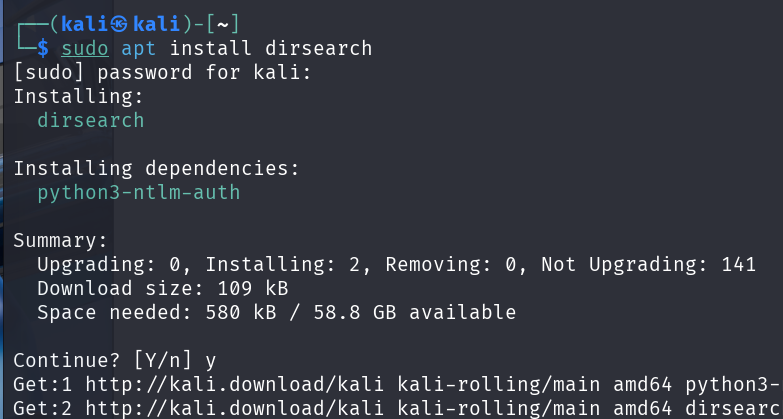 ┌──(kali㉿kali)-[~]
└─$ sudo apt install dirsearch
[sudo] password for kali:
Installing:
  dirsearch

Installing dependencies:
  python3-ntlm-auth

Summary:
  Upgrading: 0, Installing: 2, Removing: 0, Not Upgrading: 141
  Download size: 109 kB
  Space needed: 580 kB / 58.8 GB available

Continue? [Y/n] y
Get:1 http://kali.download/kali kali-rolling/main amd64 python3-
Get:2 http://kali.download/kali kali-rolling/main amd64 dirsearc